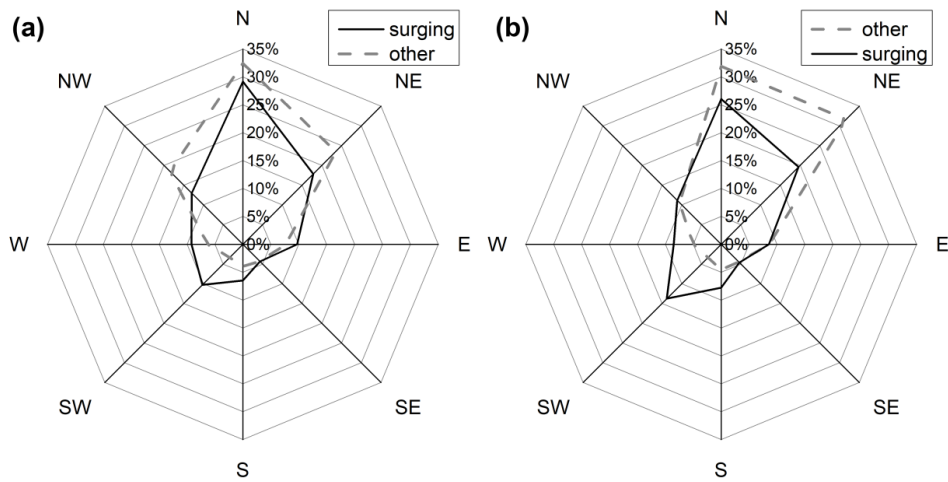 (a)
N
surging
other
35%
NW
NE
30%
25%
20%
15%
10%
5%
W
0%
E
SW
SE
S
(b)
N
other
surging
35%
NW
NE
30%
25%
20%
15%
10%
5%
W
0%
E
SW
SE
S